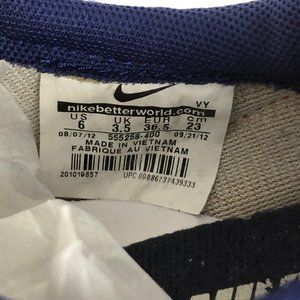 VY
nikebetterworld.com
US UK EUR cm
6 3.5 36.5 23
08/07/12 555258-400 09/21/12
MADE IN VIETNAM
FABRIQUE AU VIETNAM
201019857 UPC 00886737439333